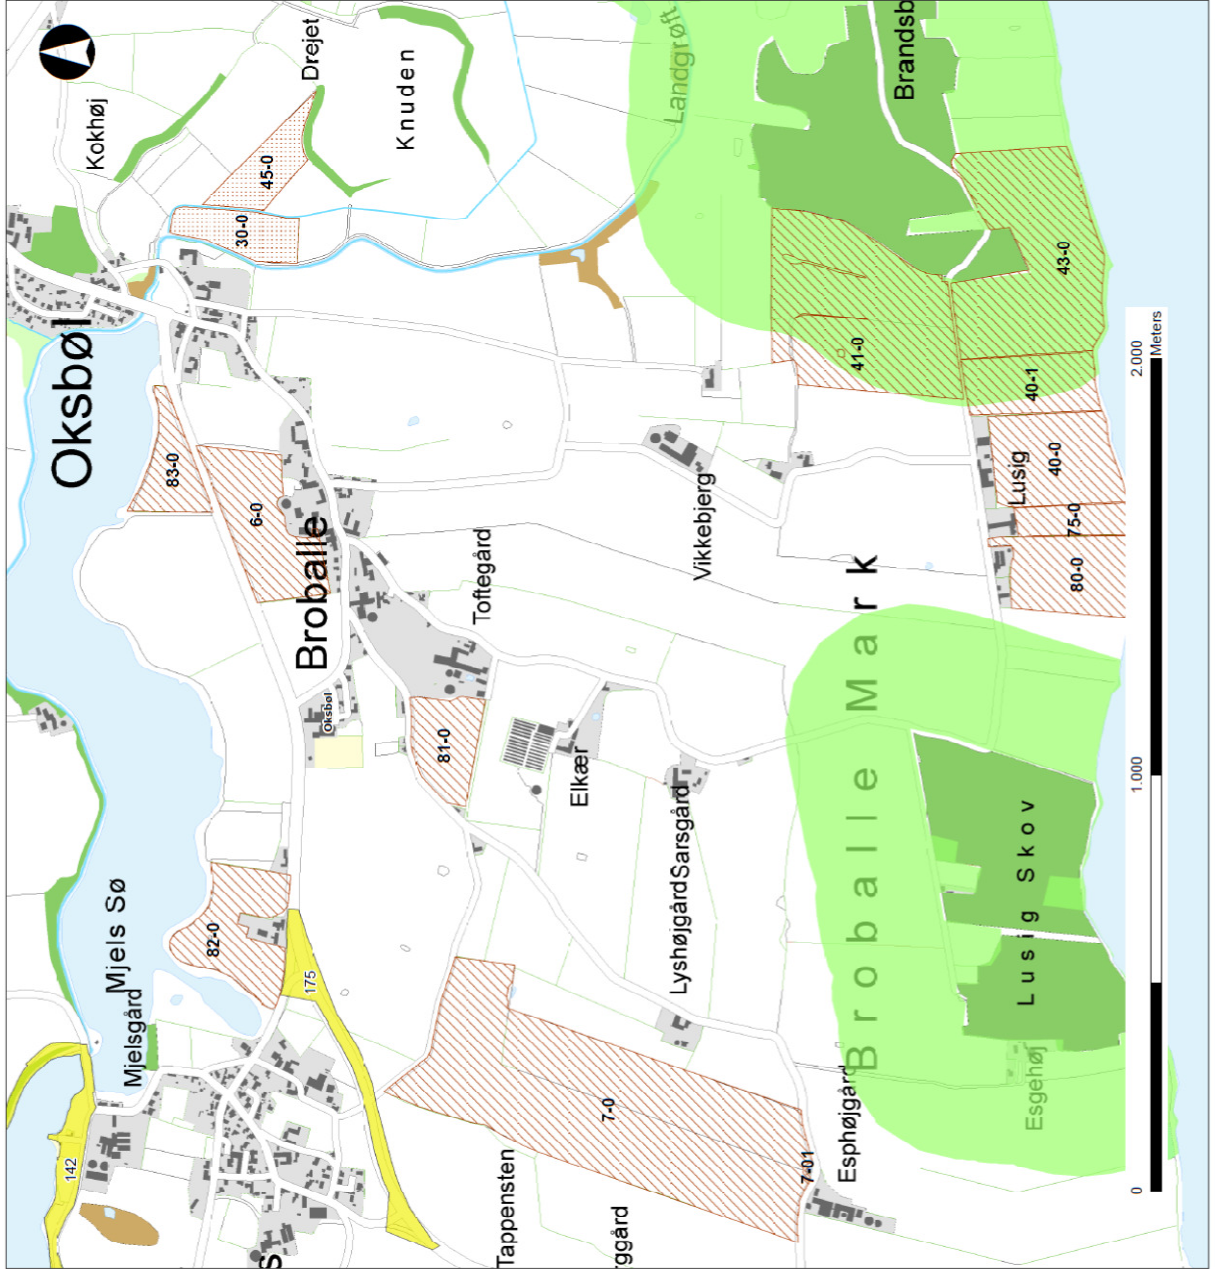 Oksbøl
Kokhøj
Drejet
Knuden
Landgrøft
Brandsb
45-0
30-0
43-0
41-0
40-1
83-0
6-0
40-0
Lusig
75-0
80-0
Broballe
Vikkebjerg
Toftegård
Broballe Mark
Oksbøl
81-0
Elkær
Sarsgård
Lyshøjgård
Lusig Skov
Mjels Sø
82-0
Mjelsgård
175
142
7-0
7-01
Esphøjgård
Esgehøj
Tappensten
rggård
s
0
1.000
2.000
Meters